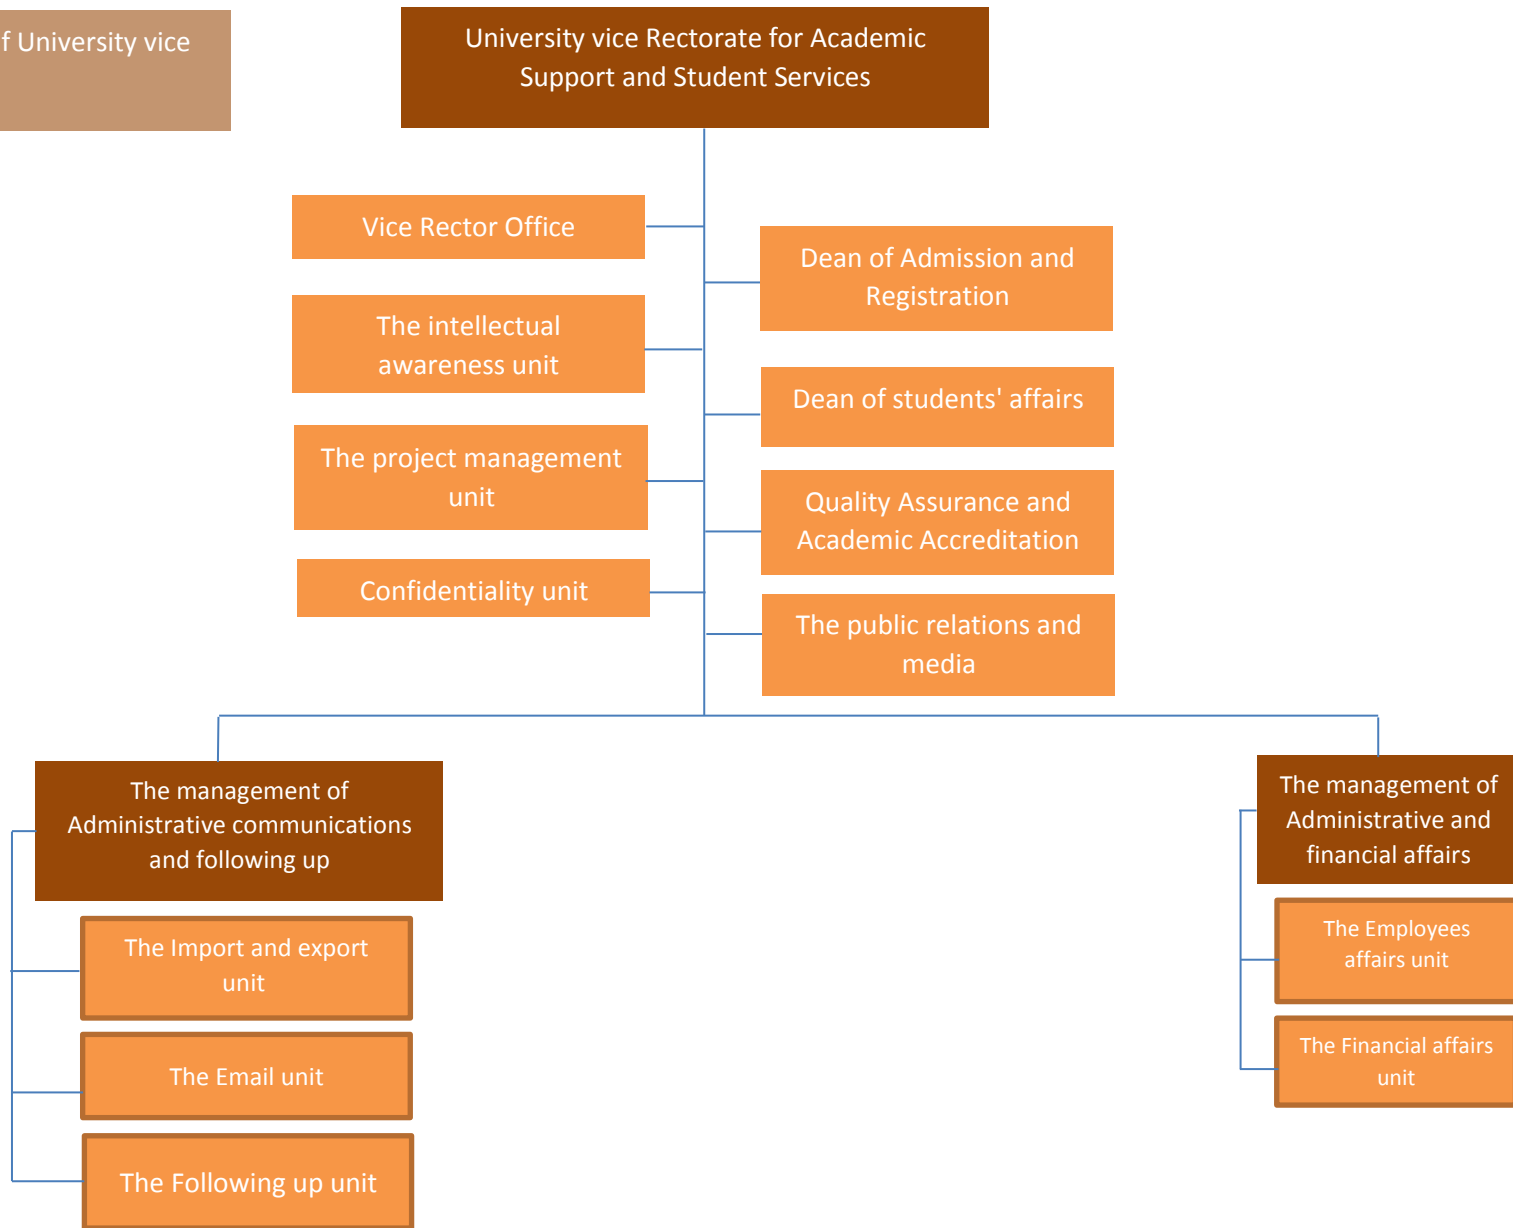 f University vice
University vice Rectorate for Academic
Support and Student Services
Vice Rector Office
Dean of Admission and
Registration
The intellectual
awareness unit
Dean of students' affairs
The project management
unit
Quality Assurance and
Academic Accreditation
Confidentiality unit
The public relations and
media
The management of
Administrative communications
and following up
The management of
Administrative and
financial affairs
The Import and export
unit
The Employees
affairs unit
The Email unit
The Financial affairs
unit
The Following up unit